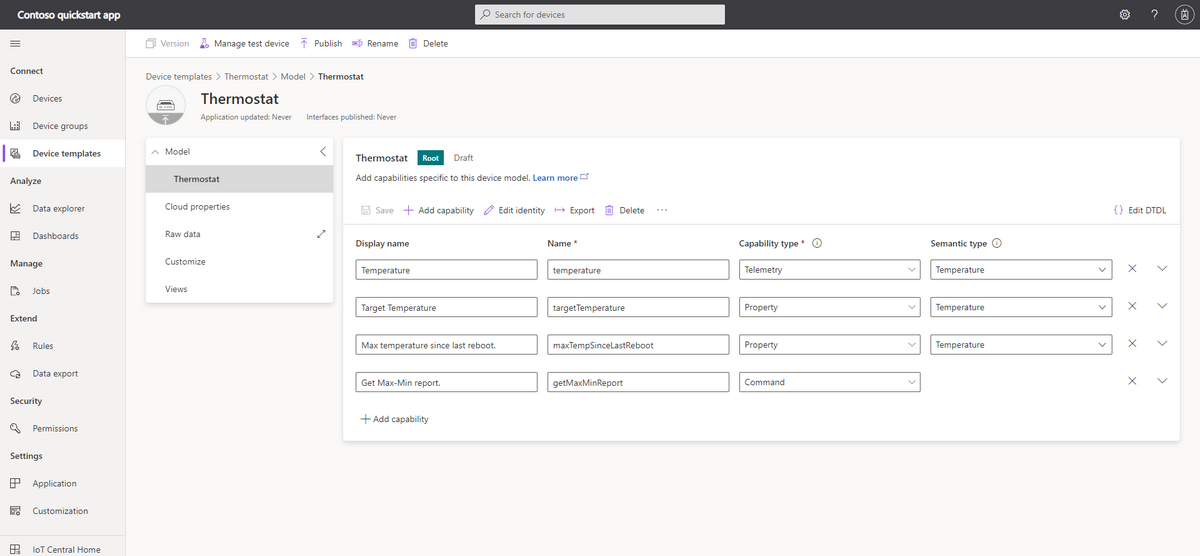 Contoso quickstart app
Search for devices
?
Connect
Devices
Device groups
Device templates
Analyze
Data explorer
Dashboards
Manage
Jobs
Extend
Rules
Data export
Security
Permissions
Settings
Application
Customization
IoT Central Home
Version Manage test device Publish Rename Delete
Device templates > Thermostat > Model > Thermostat
Thermostat
Application updated: Never Interfaces published: Never
Model
Thermostat
Cloud properties
Raw data
Customize
Views
Thermostat Root Draft
Add capabilities specific to this device model. Learn more
Save Add capability Edit identity Export Delete ...
{} Edit DTDL
Display name Name * Capability type * Semantic type
Temperature temperature Telemetry Temperature
Target Temperature targetTemperature Property Temperature
Max temperature since last reboot. maxTempSinceLastReboot Property Temperature
Get Max-Min report. getMaxMinReport Command
Add capability